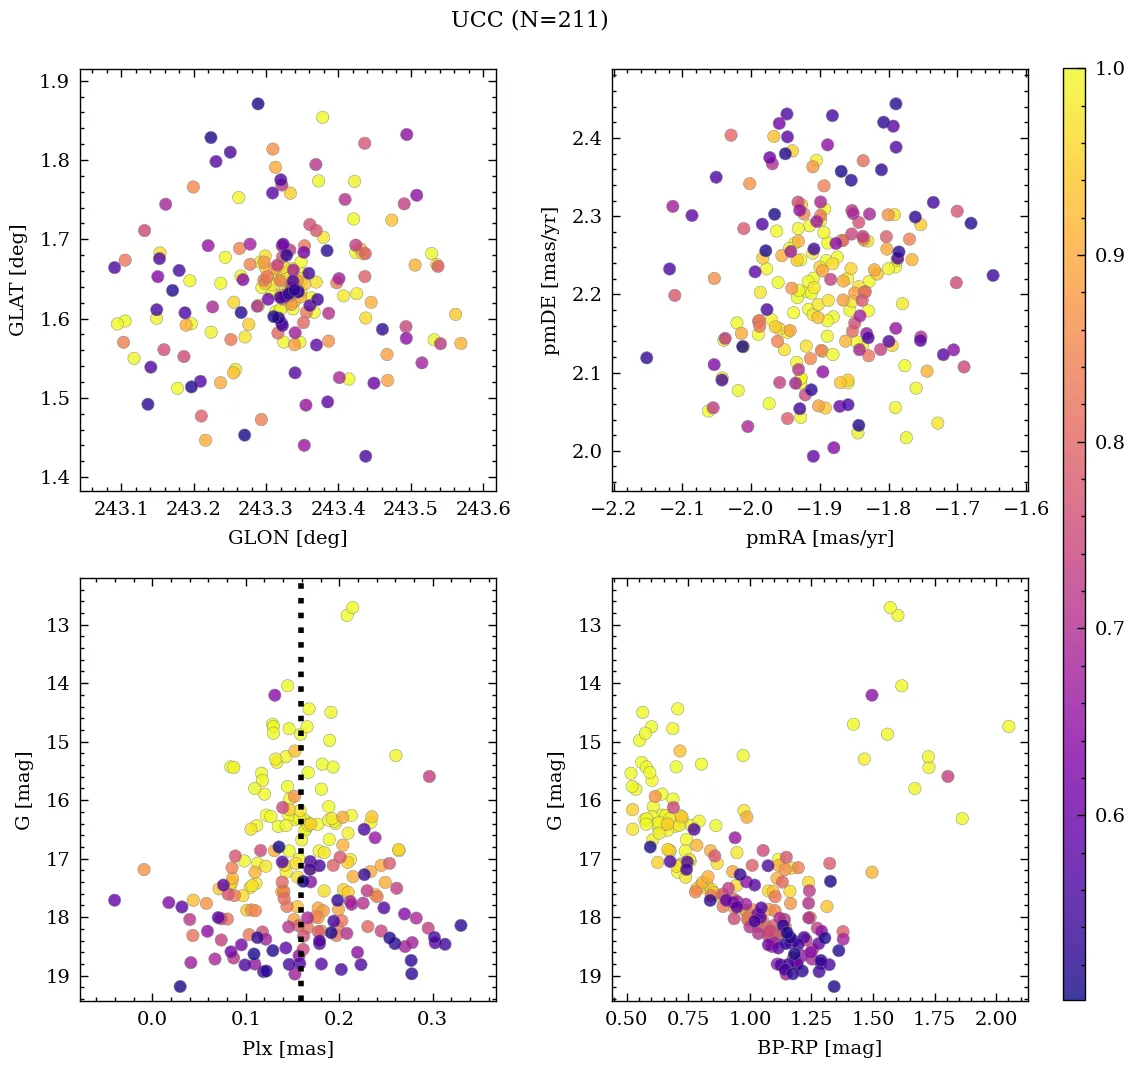 UCC (N=211)
1.9
1.8
1.7
1.6
1.5
1.4
GLAT [deg]
243.1 243.2 243.3 243.4 243.5 243.6
GLON [deg]
2.4
2.3
2.2
2.1
2.0
pmDE [mas/yr]
−2.2 −2.1 −2.0 −1.9 −1.8 −1.7 −1.6
pmRA [mas/yr]
13
14
15
16
17
18
19
G [mag]
0.0 0.1 0.2 0.3
Plx [mas]
13
14
15
16
17
18
19
G [mag]
0.50 0.75 1.00 1.25 1.50 1.75 2.00
BP-RP [mag]
1.0
0.9
0.8
0.7
0.6